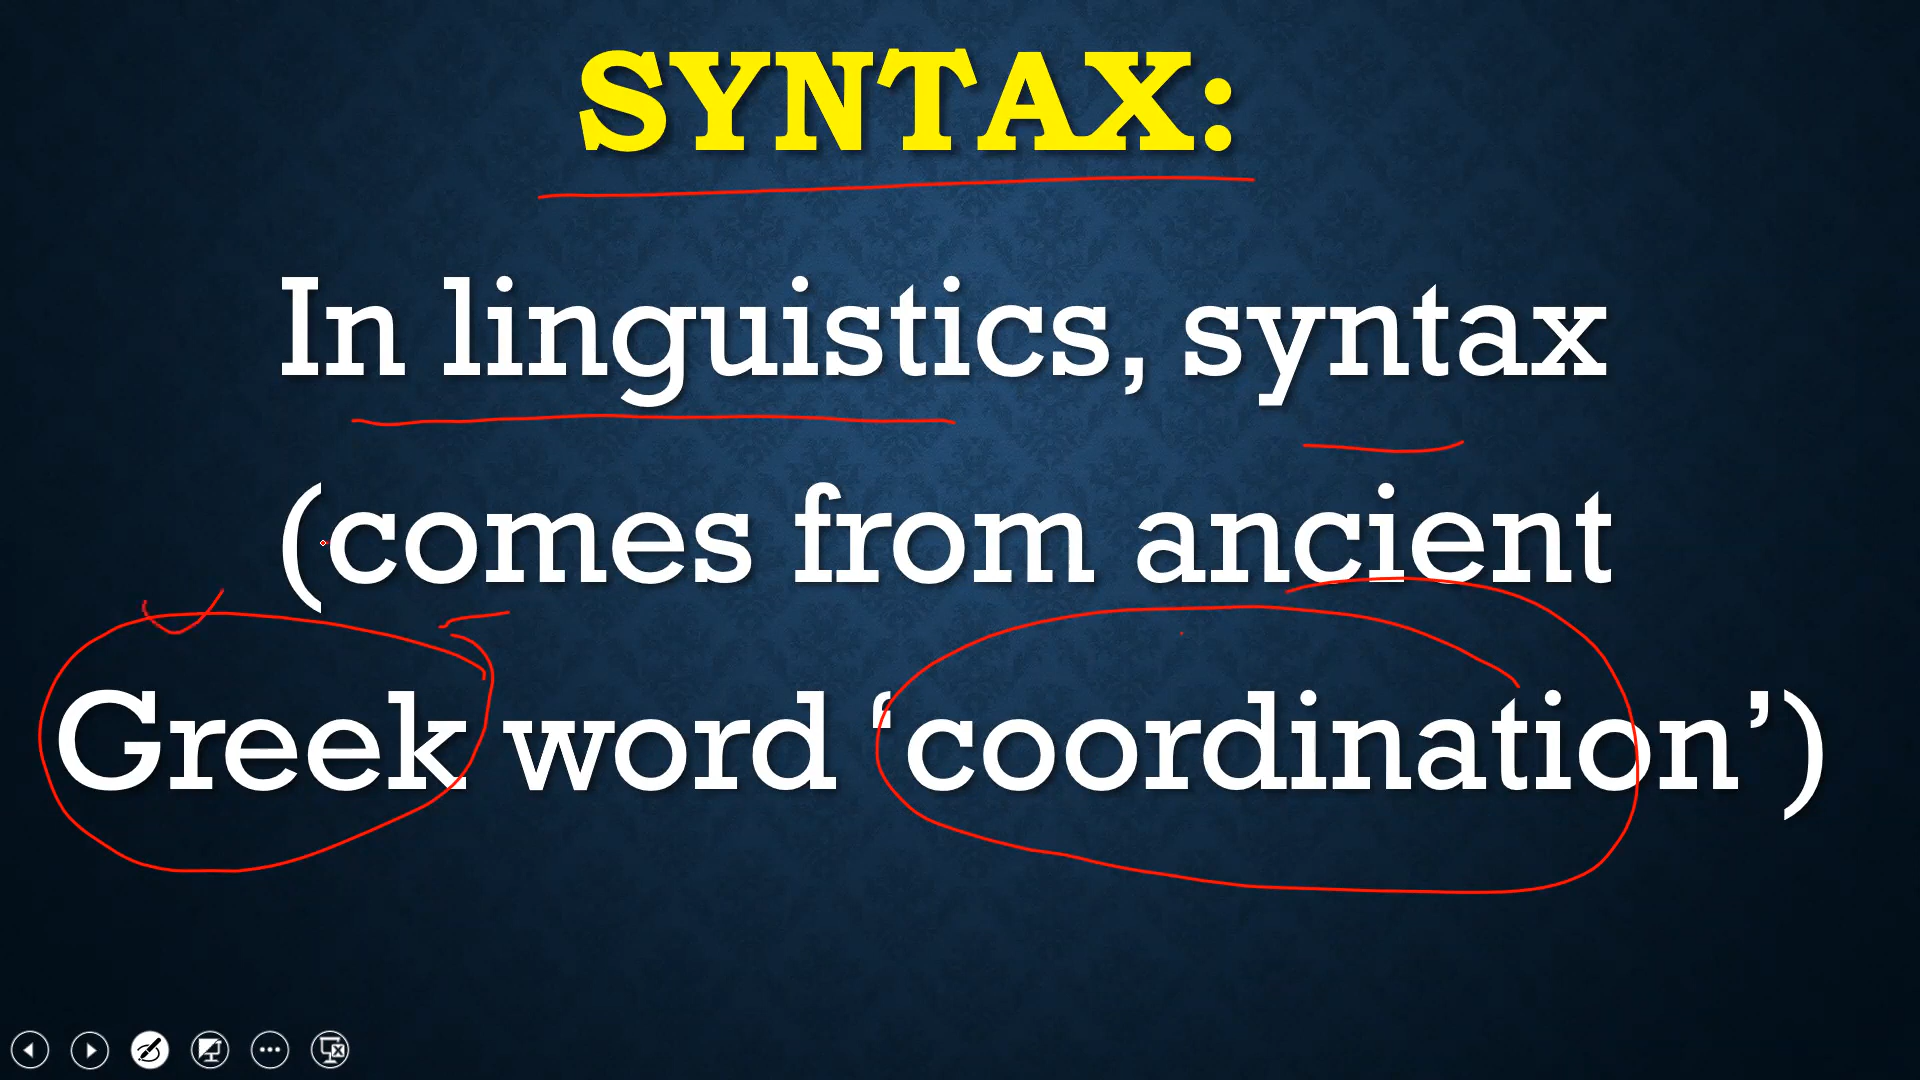 SYNTAX:
In linguistics, syntax
(comes from ancient
Greek word ‘coordination’)